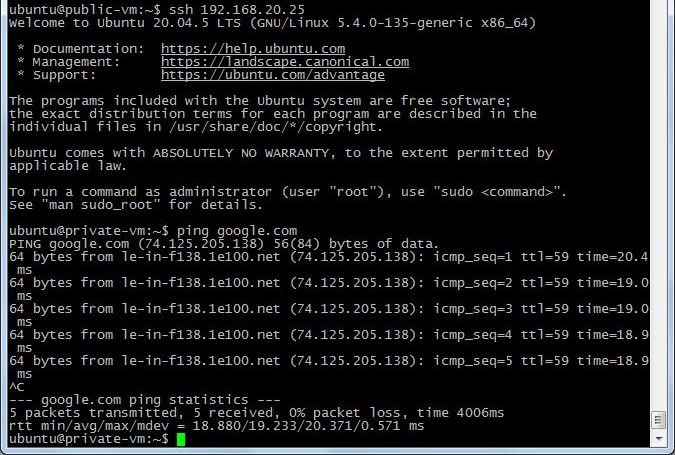 ubuntu@public-vm:~$ ssh 192.168.20.25
Welcome to Ubuntu 20.04.5 LTS (GNU/Linux 5.4.0-135-generic x86_64)
* Documentation:  https://help.ubuntu.com
* Management:     https://landscape.canonical.com
* Support:        https://ubuntu.com/advantage
The programs included with the Ubuntu system are free software;
the exact distribution terms for each program are described in the
individual files in /usr/share/doc/*/copyright.
Ubuntu comes with ABSOLUTELY NO WARRANTY, to the extent permitted by
applicable law.
To run a command as administrator (user "root"), use "sudo <command>".
See "man sudo_root" for details.
ubuntu@private-vm:~$ ping google.com
PING google.com (74.125.205.138) 56(84) bytes of data.
64 bytes from le-in-f138.1e100.net (74.125.205.138): icmp_seq=1 ttl=59 time=20.4
ms
64 bytes from le-in-f138.1e100.net (74.125.205.138): icmp_seq=2 ttl=59 time=19.0
ms
64 bytes from le-in-f138.1e100.net (74.125.205.138): icmp_seq=3 ttl=59 time=19.0
ms
64 bytes from le-in-f138.1e100.net (74.125.205.138): icmp_seq=4 ttl=59 time=18.9
ms
64 bytes from le-in-f138.1e100.net (74.125.205.138): icmp_seq=5 ttl=59 time=18.9
ms
^C
--- google.com ping statistics ---
5 packets transmitted, 5 received, 0% packet loss, time 4006ms
rtt min/avg/max/mdev = 18.880/19.233/20.371/0.571 ms
ubuntu@private-vm:~$